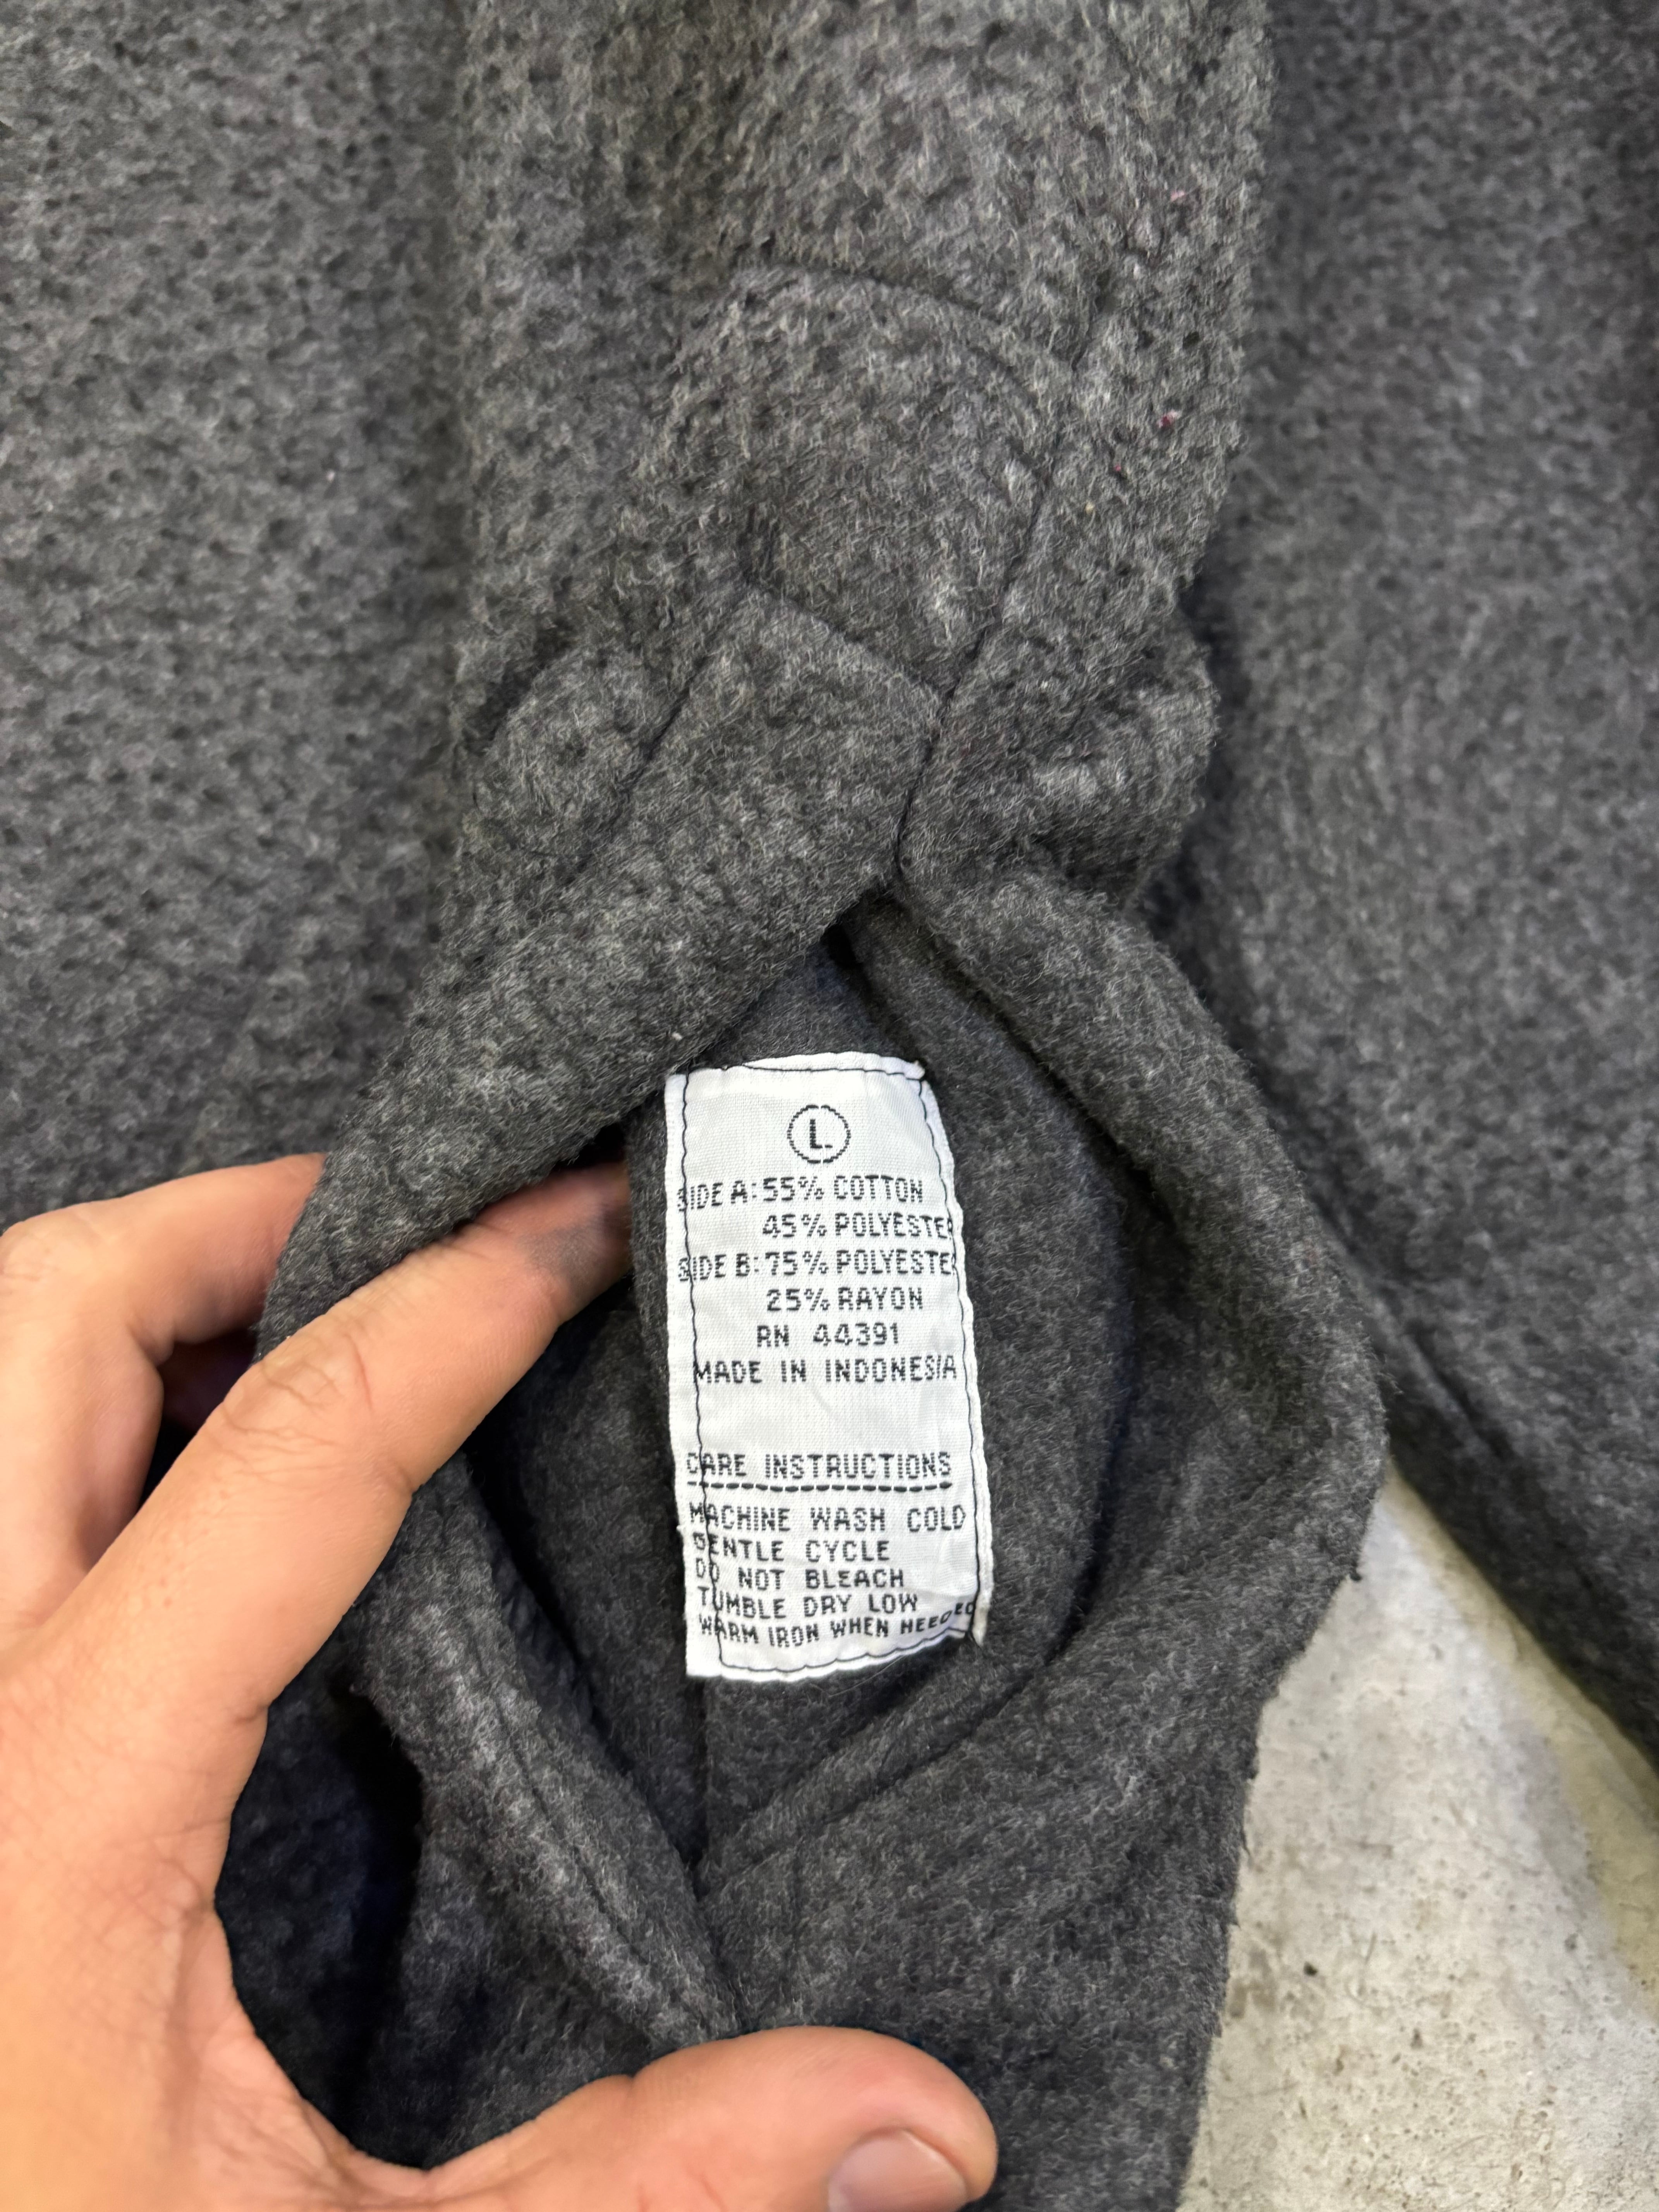 L
SIDE A: 55% COTTON
45% POLYESTER
SIDE B: 75% POLYESTER
25% RAYON
RN 44391
MADE IN INDONESIA
CARE INSTRUCTIONS
MACHINE WASH COLD
GENTLE CYCLE
DO NOT BLEACH
TUMBLE DRY LOW
WARM IRON WHEN NEEDED